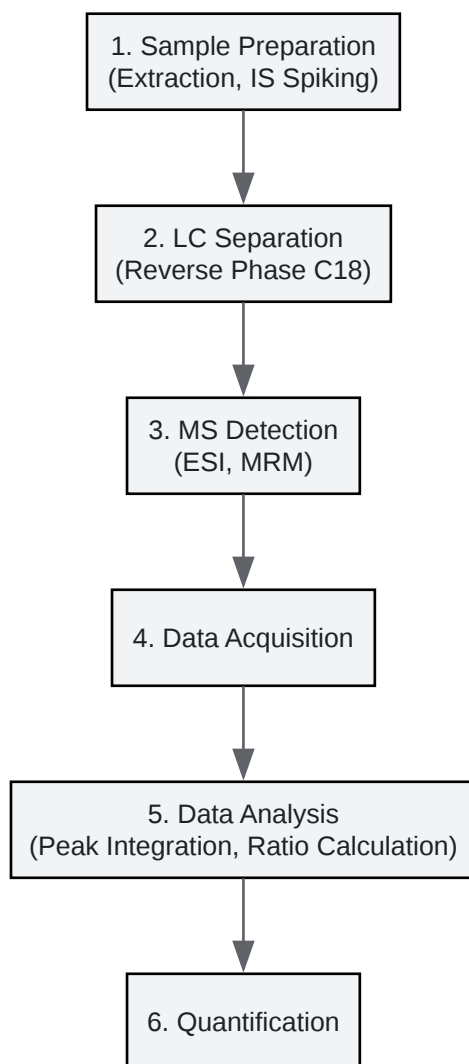 1. Sample Preparation
(Extraction, IS Spiking)
2. LC Separation
(Reverse Phase C18)
3. MS Detection
(ESI, MRM)
4. Data Acquisition
5. Data Analysis
(Peak Integration, Ratio Calculation)
6. Quantification